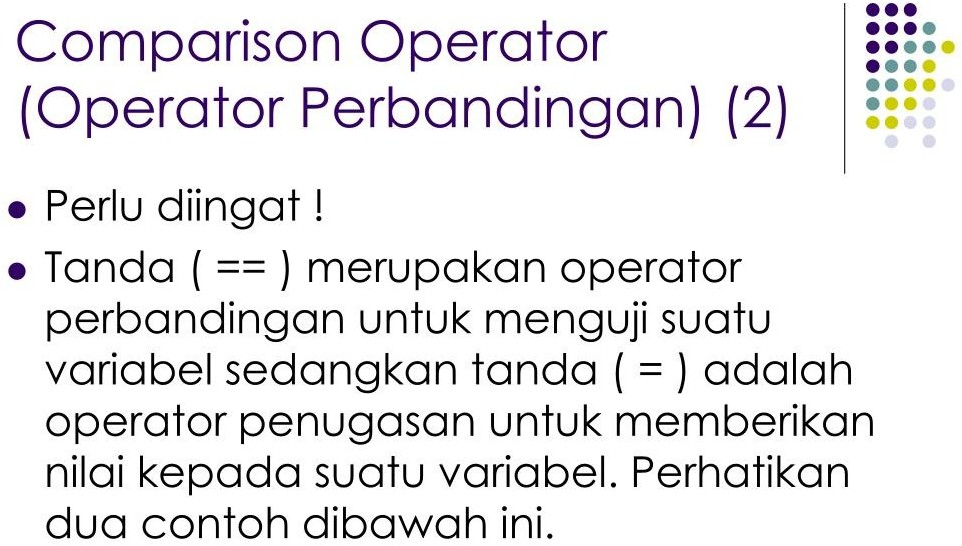 Comparison Operator
(Operator Perbandingan) (2)
● Perlu diingat !
● Tanda ( == ) merupakan operator
perbandingan untuk menguji suatu
variabel sedangkan tanda ( = ) adalah
operator penugasan untuk memberikan
nilai kepada suatu variabel. Perhatikan
dua contoh dibawah ini.